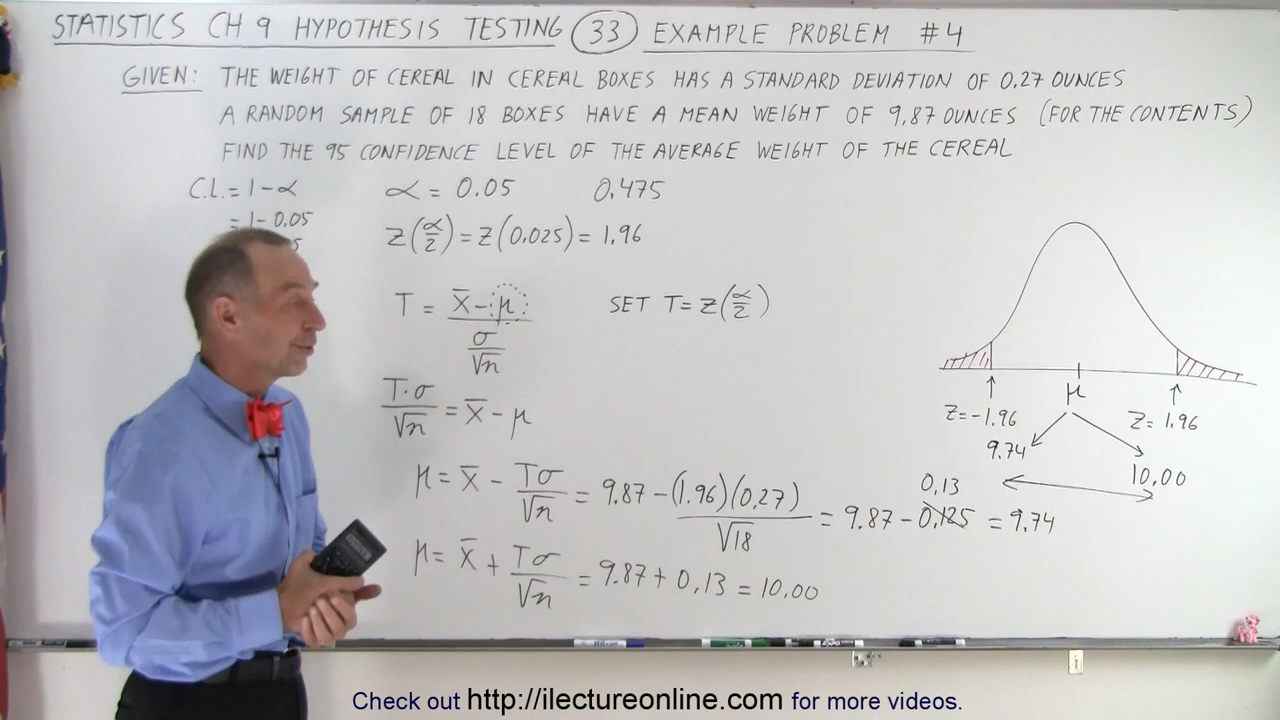 STATISTICS CH 9 HYPOTHESIS TESTING (33) EXAMPLE PROBLEM #4
GIVEN: THE WEIGHT OF CEREAL IN CEREAL BOXES HAS A STANDARD DEVIATION OF 0.27 OUNCES
A RANDOM SAMPLE OF 18 BOXES HAVE A MEAN WEIGHT OF 9.87 OUNCES (FOR THE CONTENTS)
FIND THE 95 CONFIDENCE LEVEL OF THE AVERAGE WEIGHT OF THE CEREAL
C.L. = 1-α
= 1-0.05
α = 0.05 0.475
Z(α/2) = Z(0.025) = 1.96
T = (x̄-μ)/(σ/√n) SET T = Z(α/2)
T·σ/√n = x̄ - μ
μ = x̄ - Tσ/√n = 9.87 - (1.96)(0.27)/√18 = 9.87 - 0.125 = 9.74
0.13
μ = x̄ + Tσ/√n = 9.87 + 0.13 = 10.00
μ
Z=-1.96
Z=1.96
9.74
10.00
Check out http://ilectureonline.com for more videos.